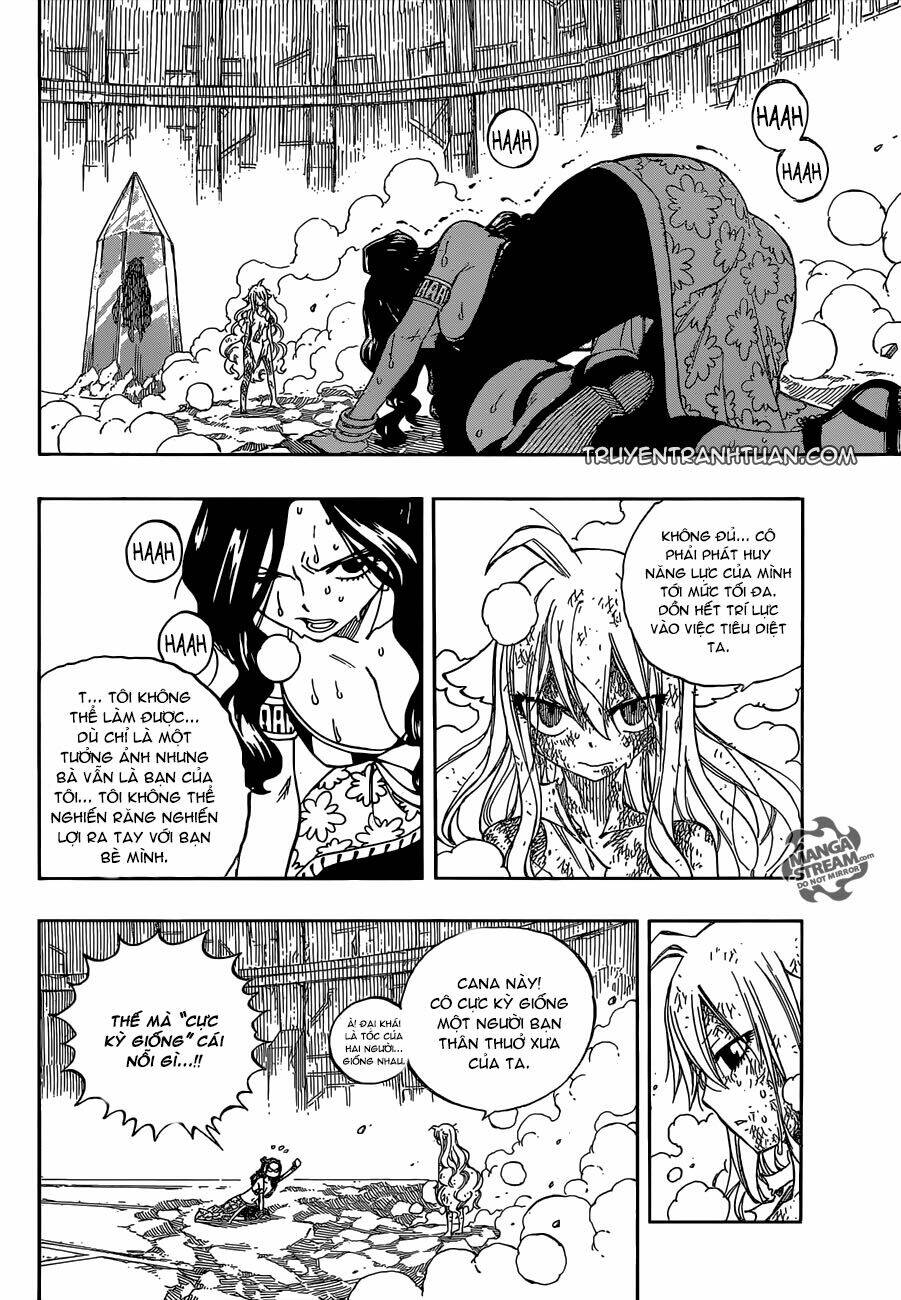 HAAH
HAAH
HAAH
TRUYENTRANHTUAN.COM
KHÔNG ĐỦ... CÔ
PHẢI PHÁT HUY
NĂNG LỰC CỦA MÌNH
TỚI MỨC TỐI ĐA.
DỒN HẾT TRÍ LỰC
VÀO VIỆC TIÊU DIỆT
TA.
HAAH
HAAH
T... TÔI KHÔNG
THỂ LÀM ĐƯỢC...
DÙ CHỈ LÀ MỘT
TƯỞNG ẢNH NHƯNG
BÀ VẪN LÀ BẠN CỦA
TÔI... TÔI KHÔNG THỂ
NGHIẾN RĂNG NGHIẾN
LỢI RA TAY VỚI BẠN
BÈ MÌNH.
MANGA
STREAM.com
DO NOT MIRROR!
CANA NÀY!
CÔ CỰC KỲ GIỐNG
MỘT NGƯỜI BẠN
THÂN THUỞ XƯA
CỦA TA.
À! ĐẠI KHÁI
LÀ TÓC CỦA
HAI NGƯỜI...
GIỐNG NHAU.
THẾ MÀ "CỰC
KỲ GIỐNG" CÁI
NỖI GÌ...!!